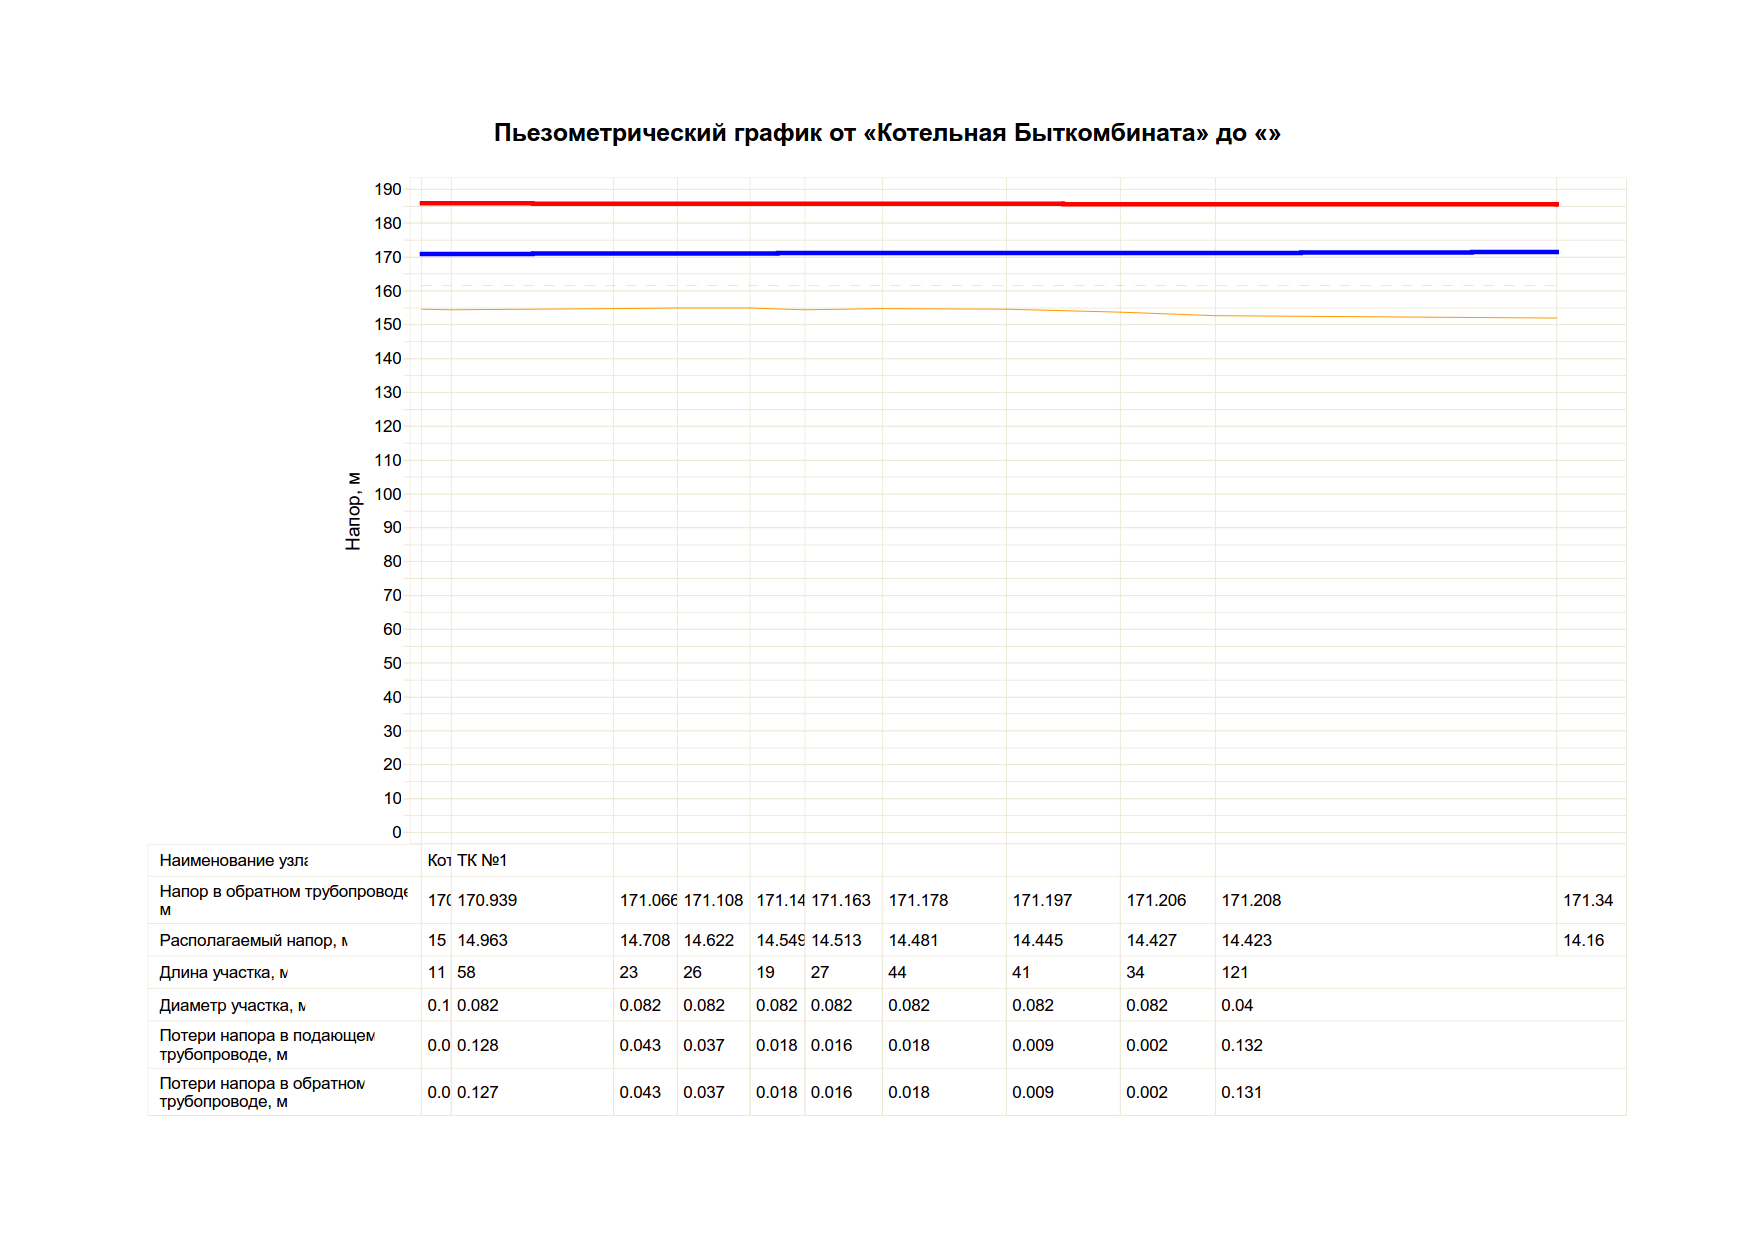 Пьезометрический график от «Котельная Быткомбината» до «»
190
180
170
160
150
140
130
120
110
100
90
80
70
60
50
40
30
20
10
0
Напор, м
Наименование узла Кот ТК №1
Напор в обратном трубопроводе
м 170 170.939 171.066 171.108 171.14 171.163 171.178 171.197 171.206 171.208 171.34
Располагаемый напор, м 15 14.963 14.708 14.622 14.549 14.513 14.481 14.445 14.427 14.423 14.16
Длина участка, м 11 58 23 26 19 27 44 41 34 121
Диаметр участка, м 0.1 0.082 0.082 0.082 0.082 0.082 0.082 0.082 0.082 0.04
Потери напора в подающем
трубопроводе, м 0.0 0.128 0.043 0.037 0.018 0.016 0.018 0.009 0.002 0.132
Потери напора в обратном
трубопроводе, м 0.0 0.127 0.043 0.037 0.018 0.016 0.018 0.009 0.002 0.131